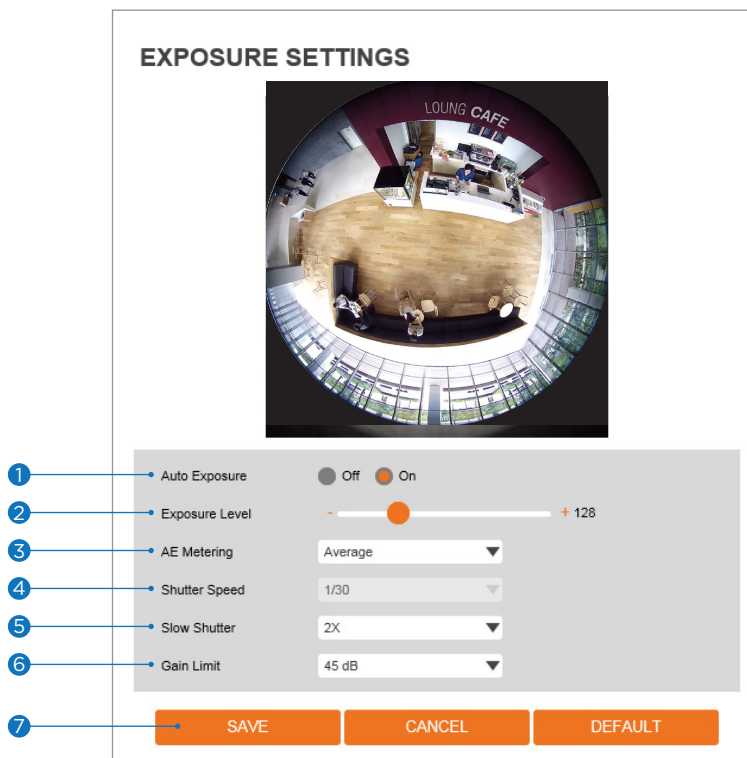 EXPOSURE SETTINGS
LOUNG CAFE
1 Auto Exposure Off On
2 Exposure Level - + 128
3 AE Metering Average
4 Shutter Speed 1/30
5 Slow Shutter 2X
6 Gain Limit 45 dB
7 SAVE CANCEL DEFAULT